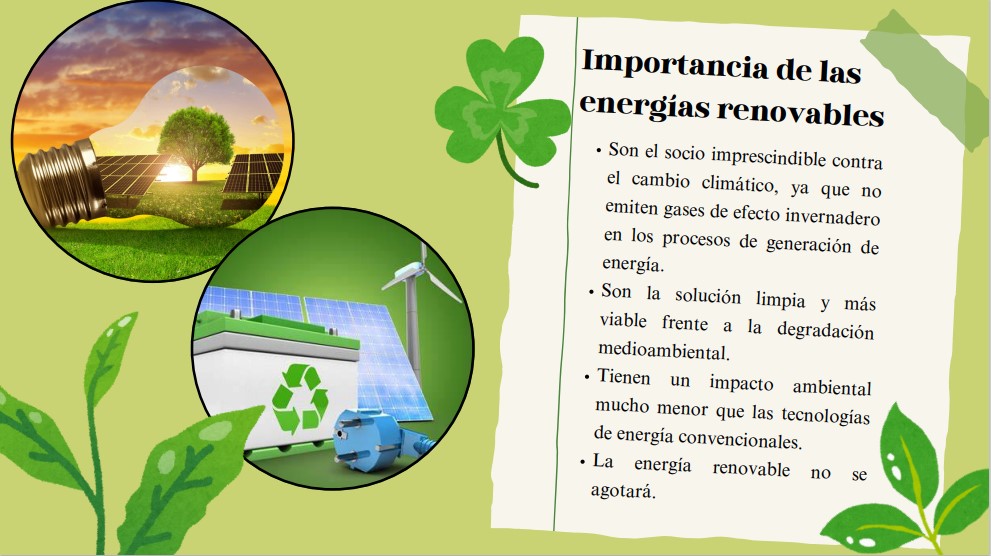 Importancia de las
energías renovables
• Son el socio imprescindible contra
el cambio climático, ya que no
emiten gases de efecto invernadero
en los procesos de generación de
energía.
• Son la solución limpia y más
viable frente a la degradación
medioambiental.
• Tienen un impacto ambiental
mucho menor que las tecnologías
de energía convencionales.
• La energía renovable no se
agotará.